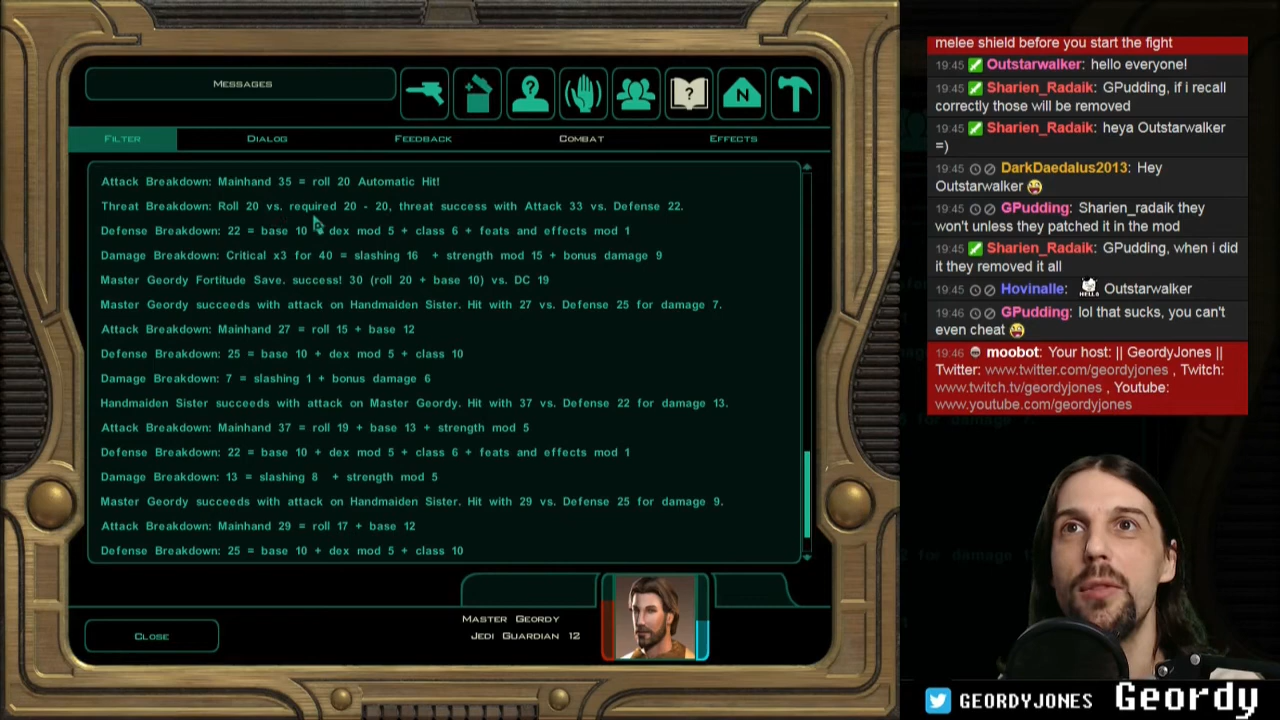 MESSAGES
?
?
N
FILTER
DIALOG
FEEDBACK
COMBAT
EFFECTS
Attack Breakdown: Mainhand 35 = roll 20 Automatic Hit!
Threat Breakdown: Roll 20 vs. required 20 - 20, threat success with Attack 33 vs. Defense 22.
Defense Breakdown: 22 = base 10 + dex mod 5 + class 6 + feats and effects mod 1
Damage Breakdown: Critical x3 for 40 = slashing 16 + strength mod 15 + bonus damage 9
Master Geordy Fortitude Save. success! 30 (roll 20 + base 10) vs. DC 19
Master Geordy succeeds with attack on Handmaiden Sister. Hit with 27 vs. Defense 25 for damage 7.
Attack Breakdown: Mainhand 27 = roll 15 + base 12
Defense Breakdown: 25 = base 10 + dex mod 5 + class 10
Damage Breakdown: 7 = slashing 1 + bonus damage 6
Handmaiden Sister succeeds with attack on Master Geordy. Hit with 37 vs. Defense 22 for damage 13.
Attack Breakdown: Mainhand 37 = roll 19 + base 13 + strength mod 5
Defense Breakdown: 22 = base 10 + dex mod 5 + class 6 + feats and effects mod 1
Damage Breakdown: 13 = slashing 8 + strength mod 5
Master Geordy succeeds with attack on Handmaiden Sister. Hit with 29 vs. Defense 25 for damage 9.
Attack Breakdown: Mainhand 29 = roll 17 + base 12
Defense Breakdown: 25 = base 10 + dex mod 5 + class 10
MASTER GEORDY
JEDI GUARDIAN 12
CLOSE
melee shield before you start the fight
19:45 Outstarwalker: hello everyone!
19:45 Sharien_Radaik: GPudding, if i recall
correctly those will be removed
19:45 Sharien_Radaik: heya Outstarwalker
=)
19:45 DarkDaedalus2013: Hey
Outstarwalker
19:45 GPudding: Sharien_radaik they
won't unless they patched it in the mod
19:45 Sharien_Radaik: GPudding, when i did
it they removed it all
19:45 Hovinalle: HELLO Outstarwalker
19:46 GPudding: lol that sucks, you can't
even cheat
19:46 moobot: Your host: || GeordyJones ||
Twitter: www.twitter.com/geordyjones , Twitch:
www.twitch.tv/geordyjones , Youtube:
www.youtube.com/geordyjones
GEORDYJONES Geordy